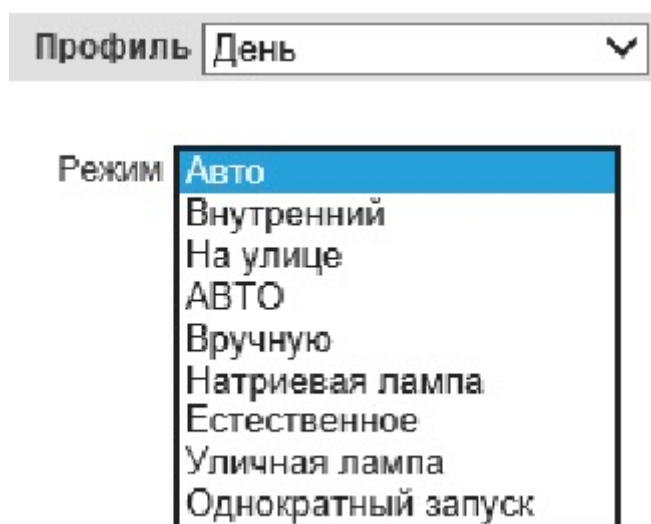 Профиль День
Режим Авто
Внутренний
На улице
АВТО
Вручную
Натриевая лампа
Естественное
Уличная лампа
Однократный запуск